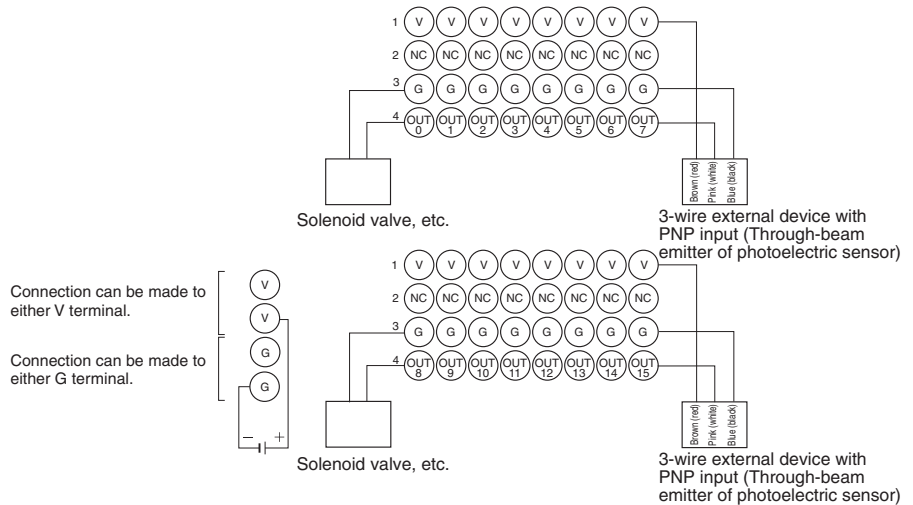 1 V V V V V V V V
2 NC NC NC NC NC NC NC NC
3 G G G G G G G G
4 OUT 0 OUT 1 OUT 2 OUT 3 OUT 4 OUT 5 OUT 6 OUT 7
Brown (red)
Pink (white)
Blue (black)
Solenoid valve, etc.
3-wire external device with
PNP input (Through-beam
emitter of photoelectric sensor)
Connection can be made to
either V terminal.
Connection can be made to
either G terminal.
V
V
G
G
− +
1 V V V V V V V V
2 NC NC NC NC NC NC NC NC
3 G G G G G G G G
4 OUT 8 OUT 9 OUT 10 OUT 11 OUT 12 OUT 13 OUT 14 OUT 15
Brown (red)
Pink (white)
Blue (black)
Solenoid valve, etc.
3-wire external device with
PNP input (Through-beam
emitter of photoelectric sensor)